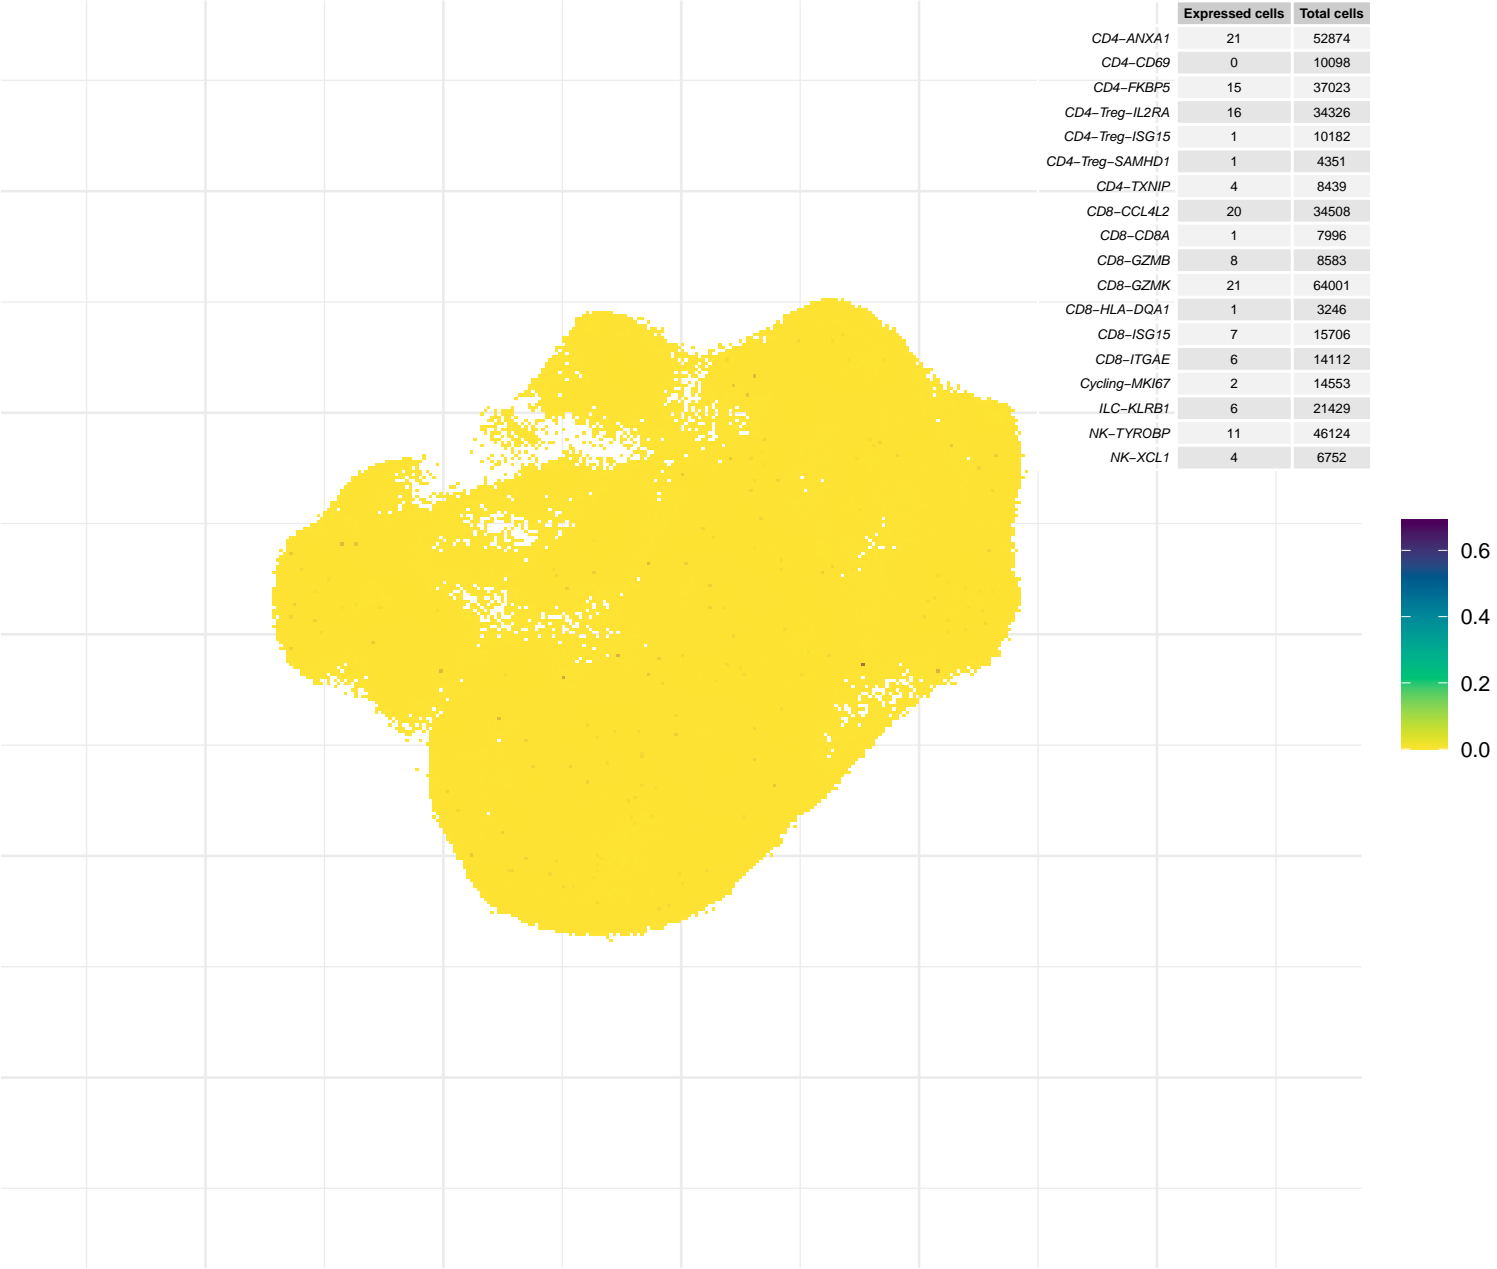 Expressed cells Total cells
CD4−ANXA1 21 52874
CD4−CD69 0 10098
CD4−FKBP5 15 37023
CD4−Treg−IL2RA 16 34326
CD4−Treg−ISG15 1 10182
CD4−Treg−SAMHD1 1 4351
CD4−TXNIP 4 8439
CD8−CCL4L2 20 34508
CD8−CD8A 1 7996
CD8−GZMB 8 8583
CD8−GZMK 21 64001
CD8−HLA−DQA1 1 3246
CD8−ISG15 7 15706
CD8−ITGAE 6 14112
Cycling−MKI67 2 14553
ILC−KLRB1 6 21429
NK−TYROBP 11 46124
NK−XCL1 4 6752
0.6
0.4
0.2
0.0